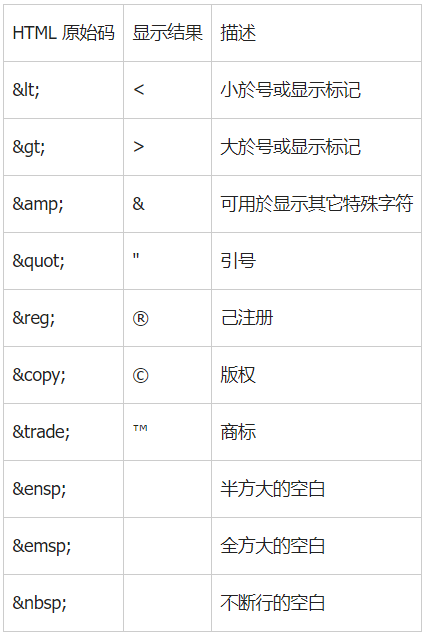 HTML 原始码 显示结果 描述
&lt; < 小於号或显示标记
&gt; > 大於号或显示标记
&amp; & 可用於显示其它特殊字符
&quot; " 引号
&reg; ® 己注册
&copy; © 版权
&trade; ™ 商标
&ensp; 半方大的空白
&emsp; 全方大的空白
&nbsp; 不断行的空白